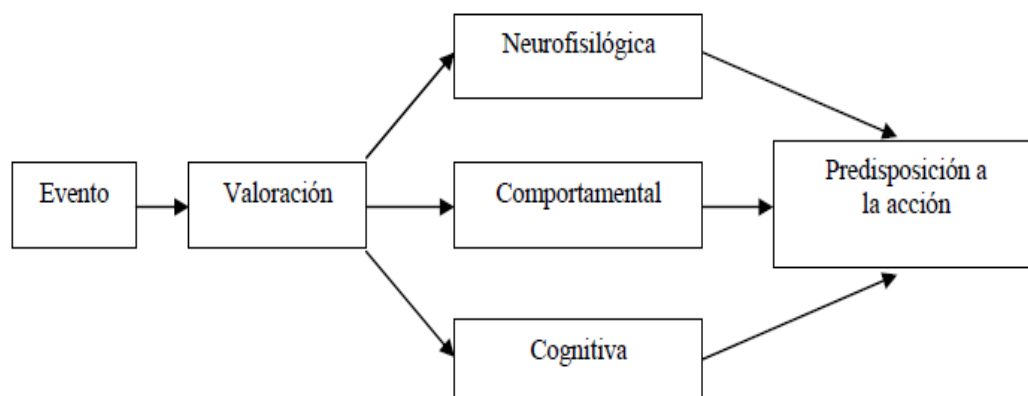 Evento
Valoración
Neurofisilógica
Comportamental
Cognitiva
Predisposición a
la acción